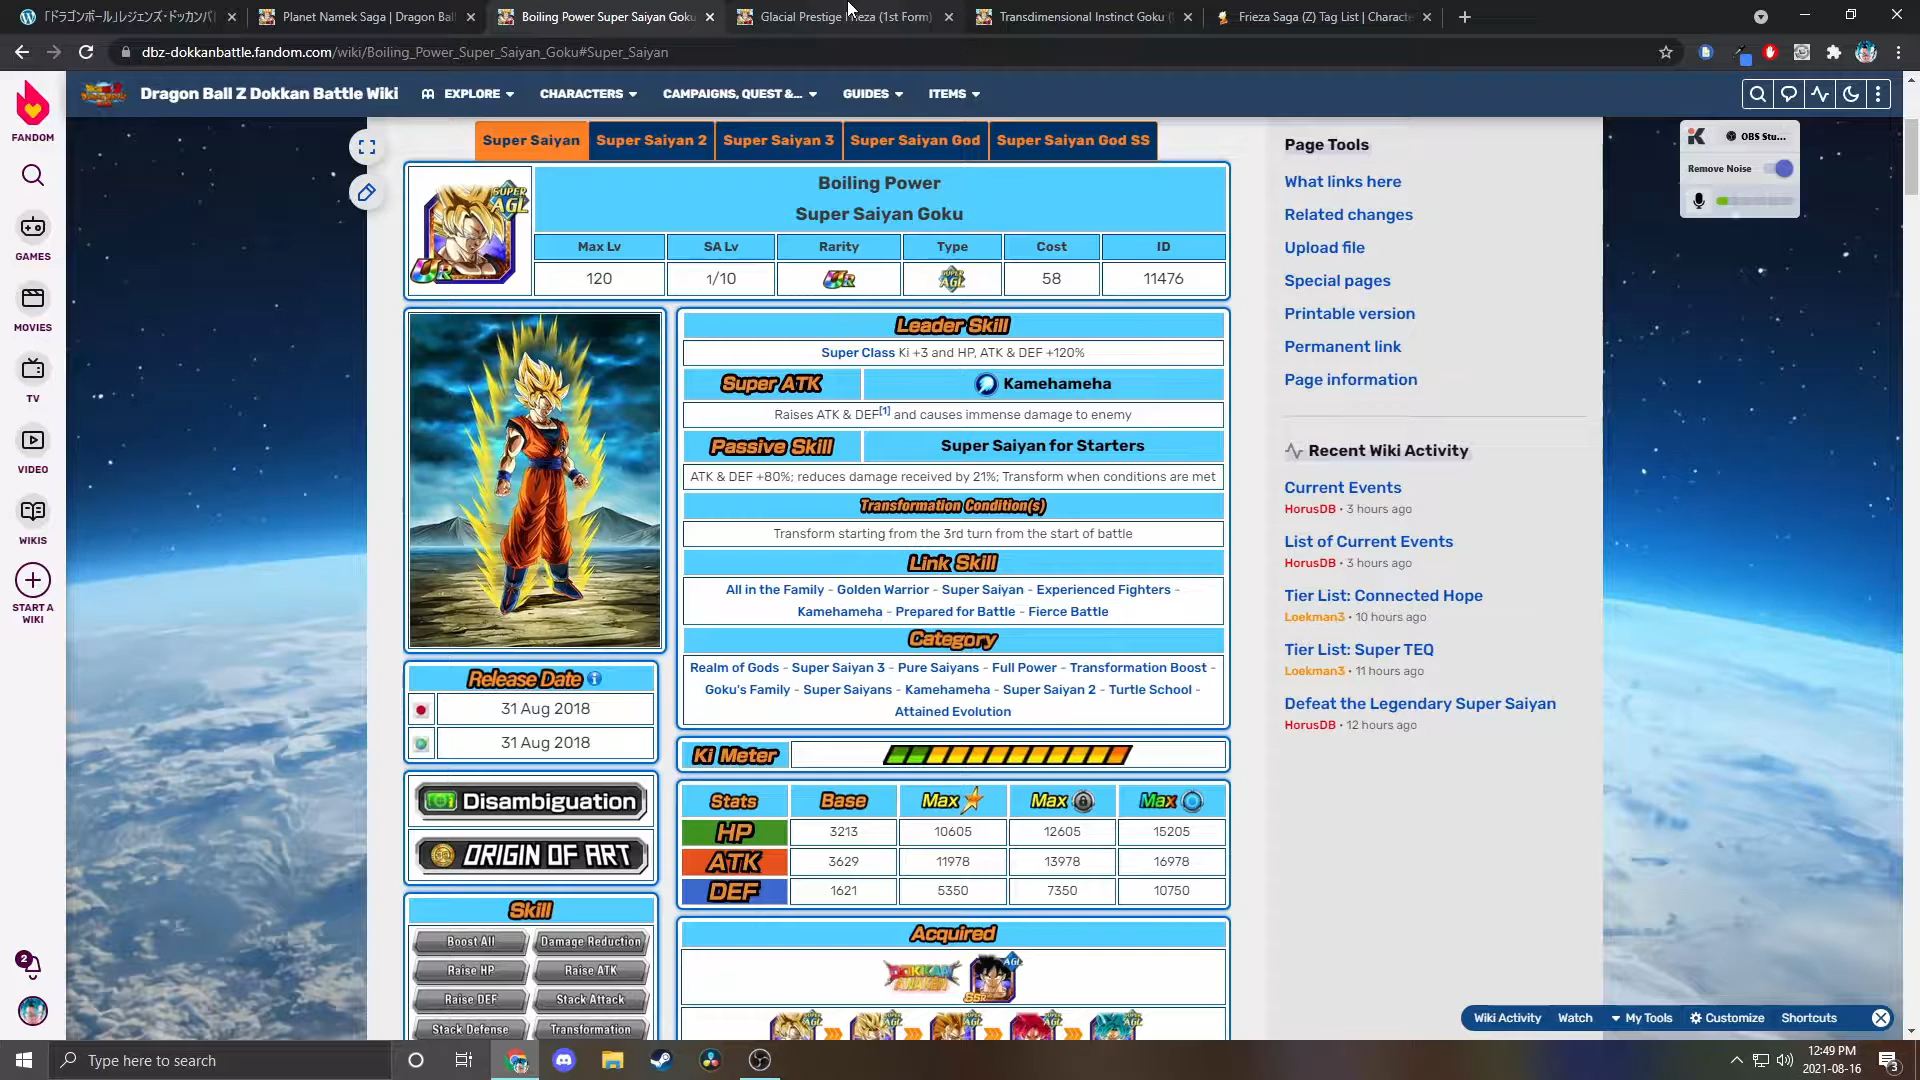 「ドラゴンボール」レジェンズ・ドッカンバ
Planet Namek Saga | Dragon Ball
Boiling Power Super Saiyan Goku
Glacial Prestige Frieza (1st Form)
Transdimensional Instinct Goku (
Frieza Saga (Z) Tag List | Characte
dbz-dokkanbattle.fandom.com/wiki/Boiling_Power_Super_Saiyan_Goku#Super_Saiyan
Dragon Ball Z Dokkan Battle Wiki
EXPLORE
CHARACTERS
CAMPAIGNS, QUEST &...
GUIDES
ITEMS
FANDOM
GAMES
MOVIES
TV
VIDEO
WIKIS
START A
WIKI
2
Super Saiyan
Super Saiyan 2
Super Saiyan 3
Super Saiyan God
Super Saiyan God SS
SUPER
AGL
UR
Boiling Power
Super Saiyan Goku
Max Lv
SA Lv
Rarity
Type
Cost
ID
120
1/10
UR
SUPER
AGL
58
11476
Leader Skill
Super Class Ki +3 and HP, ATK & DEF +120%
Super ATK
Kamehameha
Raises ATK & DEF[1] and causes immense damage to enemy
Passive Skill
Super Saiyan for Starters
ATK & DEF +80%; reduces damage received by 21%; Transform when conditions are met
Transformation Condition(s)
Transform starting from the 3rd turn from the start of battle
Link Skill
All in the Family - Golden Warrior - Super Saiyan - Experienced Fighters -
Kamehameha - Prepared for Battle - Fierce Battle
Category
Realm of Gods - Super Saiyan 3 - Pure Saiyans - Full Power - Transformation Boost -
Goku's Family - Super Saiyans - Kamehameha - Super Saiyan 2 - Turtle School -
Attained Evolution
Release Date
31 Aug 2018
31 Aug 2018
Disambiguation
ORIGIN OF ART
Skill
Boost All
Damage Reduction
Raise HP
Raise ATK
Raise DEF
Stack Attack
Stack Defense
Transformation
Ki Meter
Stats
Base
Max
Max
Max
HP
3213
10605
12605
15205
ATK
3629
11978
13978
16978
DEF
1621
5350
7350
10750
Acquired
DOKKAN
AWAKEN
AGL
SSR
Page Tools
What links here
Related changes
Upload file
Special pages
Printable version
Permanent link
Page information
Recent Wiki Activity
Current Events
HorusDB • 3 hours ago
List of Current Events
HorusDB • 3 hours ago
Tier List: Connected Hope
Loekman3 • 10 hours ago
Tier List: Super TEQ
Loekman3 • 11 hours ago
Defeat the Legendary Super Saiyan
HorusDB • 12 hours ago
OBS Stu...
Remove Noise
Wiki Activity
Watch
My Tools
Customize
Shortcuts
Type here to search
12:49 PM
2021-08-16
3